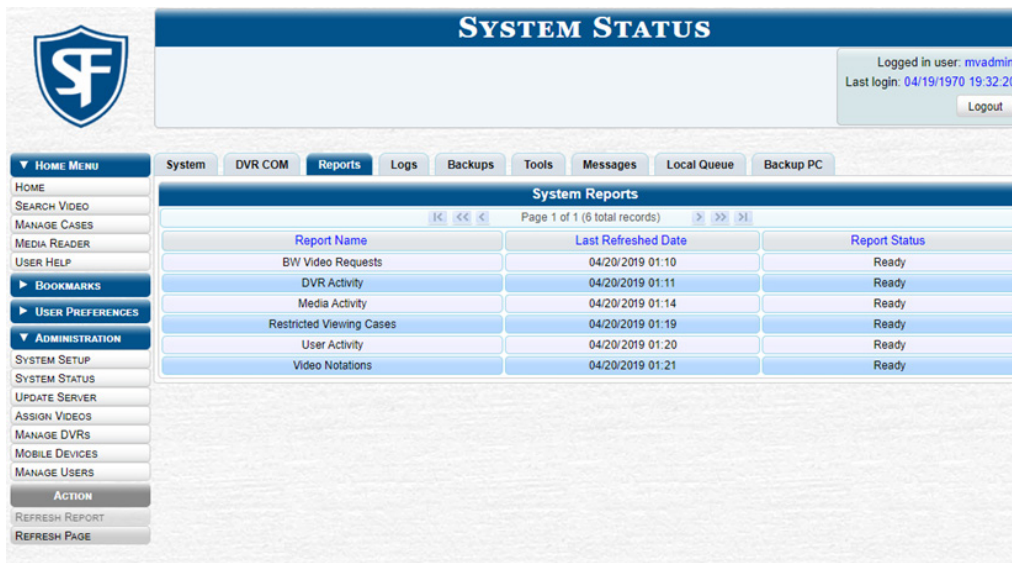 SYSTEM STATUS
SF
Logged in user: mvadmin
Last login: 04/19/1970 19:32:20
Logout
▼ HOME MENU
HOME
SEARCH VIDEO
MANAGE CASES
MEDIA READER
USER HELP
► BOOKMARKS
► USER PREFERENCES
▼ ADMINISTRATION
SYSTEM SETUP
SYSTEM STATUS
UPDATE SERVER
ASSIGN VIDEOS
MANAGE DVRS
MOBILE DEVICES
MANAGE USERS
ACTION
REFRESH REPORT
REFRESH PAGE
System DVR COM Reports Logs Backups Tools Messages Local Queue Backup PC
System Reports
Page 1 of 1 (6 total records)
Report Name Last Refreshed Date Report Status
BW Video Requests 04/20/2019 01:10 Ready
DVR Activity 04/20/2019 01:11 Ready
Media Activity 04/20/2019 01:14 Ready
Restricted Viewing Cases 04/20/2019 01:19 Ready
User Activity 04/20/2019 01:20 Ready
Video Notations 04/20/2019 01:21 Ready